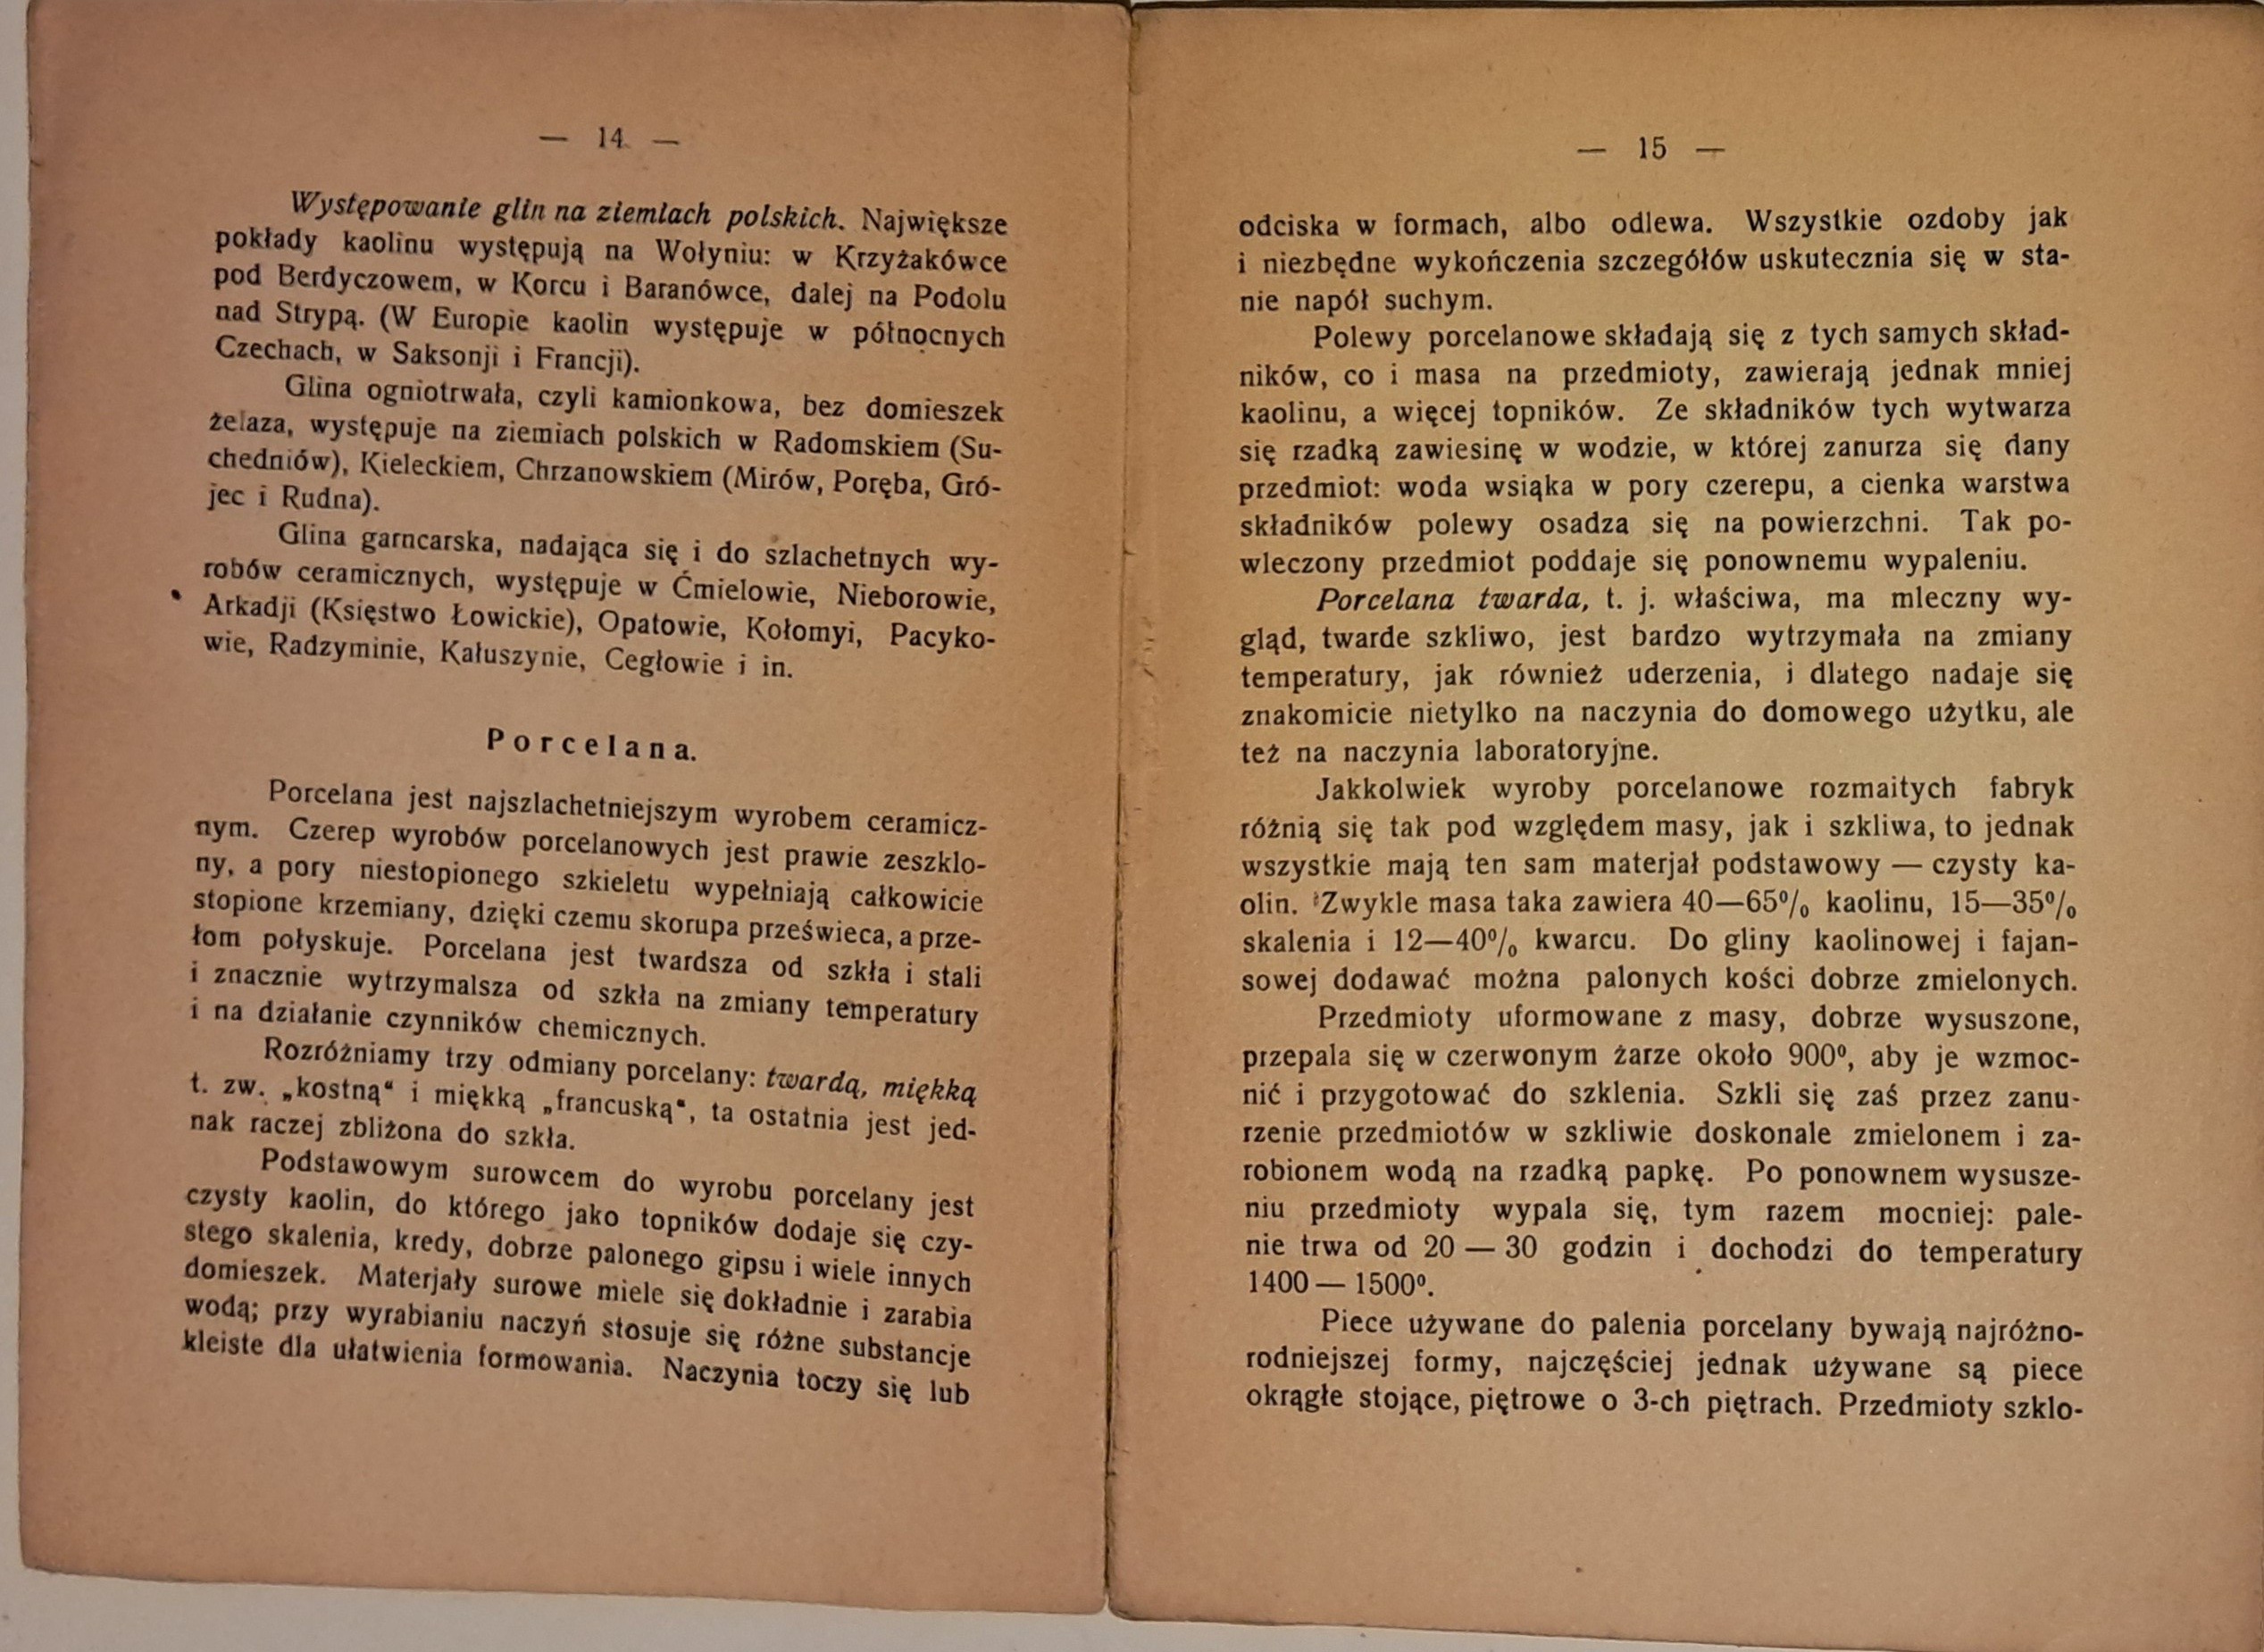 — 14 —
Występowanie glin na ziemiach polskich. Największe
pokłady kaolinu występują na Wołyniu: w Krzyżakówce
pod Berdyczowem, w Korcu i Baranówce, dalej na Podolu
nad Strypą. (W Europie kaolin występuje w północnych
Czechach, w Saksonji i Francji).
Glina ogniotrwała, czyli kamionkowa, bez domieszek
żelaza, występuje na ziemiach polskich w Radomskiem (Su-
chedniów), Kieleckiem, Chrzanowskiem (Mirów, Poręba, Gró-
jec i Rudna).
Glina garncarska, nadająca się i do szlachetnych wy-
robów ceramicznych, występuje w Ćmielowie, Nieborowie,
Arkadji (Księstwo Łowickie), Opatowie, Kołomyi, Pacyko-
wie, Radzyminie, Kałuszynie, Cegłowie i in.
Porcelana.
Porcelana jest najszlachetniejszym wyrobem ceramicz-
nym. Czerep wyrobów porcelanowych jest prawie zeszklo-
ny, a pory niestopionego szkieletu wypełniają całkowicie
stopione krzemiany, dzięki czemu skorupa prześwieca, a prze-
łom połyskuje. Porcelana jest twardsza od szkła i stali
i znacznie wytrzymalsza od szkła na zmiany temperatury
i na działanie czynników chemicznych.
Rozróżniamy trzy odmiany porcelany: twardą, miękką
t. zw. „kostną“ i miękką „francuską“, ta ostatnia jest jed-
nak raczej zbliżona do szkła.
Podstawowym surowcem do wyrobu porcelany jest
czysty kaolin, do którego jako topników dodaje się czy-
stego skalenia, kredy, dobrze palonego gipsu i wiele innych
domieszek. Materjały surowe miele się dokładnie i zarabia
wodą; przy wyrabianiu naczyń stosuje się różne substancje
kleiste dla ułatwienia formowania. Naczynia toczy się lub
— 15 —
odciska w formach, albo odlewa. Wszystkie ozdoby jak
i niezbędne wykończenia szczegółów uskutecznia się w sta-
nie napół suchym.
Polewy porcelanowe składają się z tych samych skład-
ników, co i masa na przedmioty, zawierają jednak mniej
kaolinu, a więcej topników. Ze składników tych wytwarza
się rzadką zawiesinę w wodzie, w której zanurza się dany
przedmiot: woda wsiąka w pory czerepu, a cienka warstwa
składników polewy osadza się na powierzchni. Tak po-
wleczony przedmiot poddaje się ponownemu wypaleniu.
Porcelana twarda, t. j. właściwa, ma mleczny wy-
gląd, twarde szkliwo, jest bardzo wytrzymała na zmiany
temperatury, jak również uderzenia, i dlatego nadaje się
znakomicie nietylko na naczynia do domowego użytku, ale
też na naczynia laboratoryjne.
Jakkolwiek wyroby porcelanowe rozmaitych fabryk
różnią się tak pod względem masy, jak i szkliwa, to jednak
wszystkie mają ten sam materjał podstawowy — czysty ka-
olin. Zwykle masa taka zawiera 40—65% kaolinu, 15—35%
skalenia i 12—40% kwarcu. Do gliny kaolinowej i fajan-
sowej dodawać można palonych kości dobrze zmielonych.
Przedmioty uformowane z masy, dobrze wysuszone,
przepala się w czerwonym żarze około 900°, aby je wzmoc-
nić i przygotować do szklenia. Szkli się zaś przez zanu-
rzenie przedmiotów w szkliwie doskonale zmielonem i za-
robionem wodą na rzadką papkę. Po ponownem wysusze-
niu przedmioty wypala się, tym razem mocniej: pale-
nie trwa od 20 — 30 godzin i dochodzi do temperatury
1400 — 1500°.
Piece używane do palenia porcelany bywają najróżno-
rodniejszej formy, najczęściej jednak używane są piece
okrągłe stojące, piętrowe o 3-ch piętrach. Przedmioty szklo-